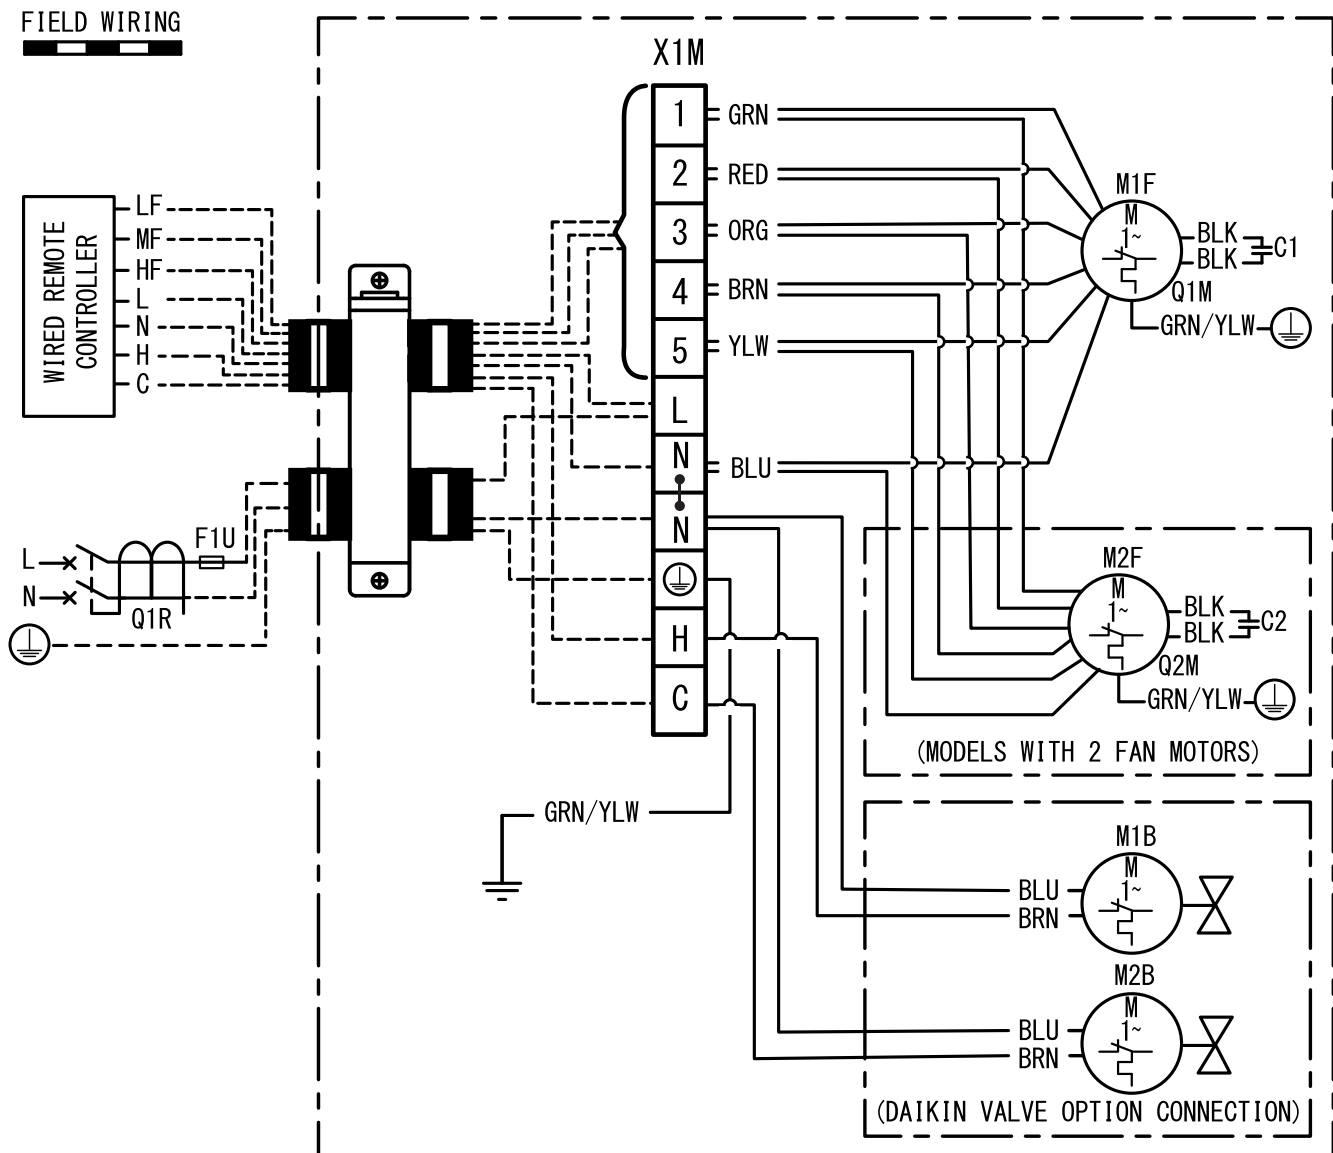 FIELD WIRING
X1M
1
GRN
2
RED
3
ORG
4
BRN
5
YLW
L
N
BLU
N
H
C
WIRED REMOTE
CONTROLLER
LF
MF
HF
L
N
H
C
L
N
F1U
Q1R
M1F
M
1~
BLK
BLK
C1
Q1M
GRN/YLW
M2F
M
1~
BLK
BLK
C2
Q2M
GRN/YLW
(MODELS WITH 2 FAN MOTORS)
GRN/YLW
M1B
M
1~
BLU
BRN
M2B
M
1~
BLU
BRN
(DAIKIN VALVE OPTION CONNECTION)